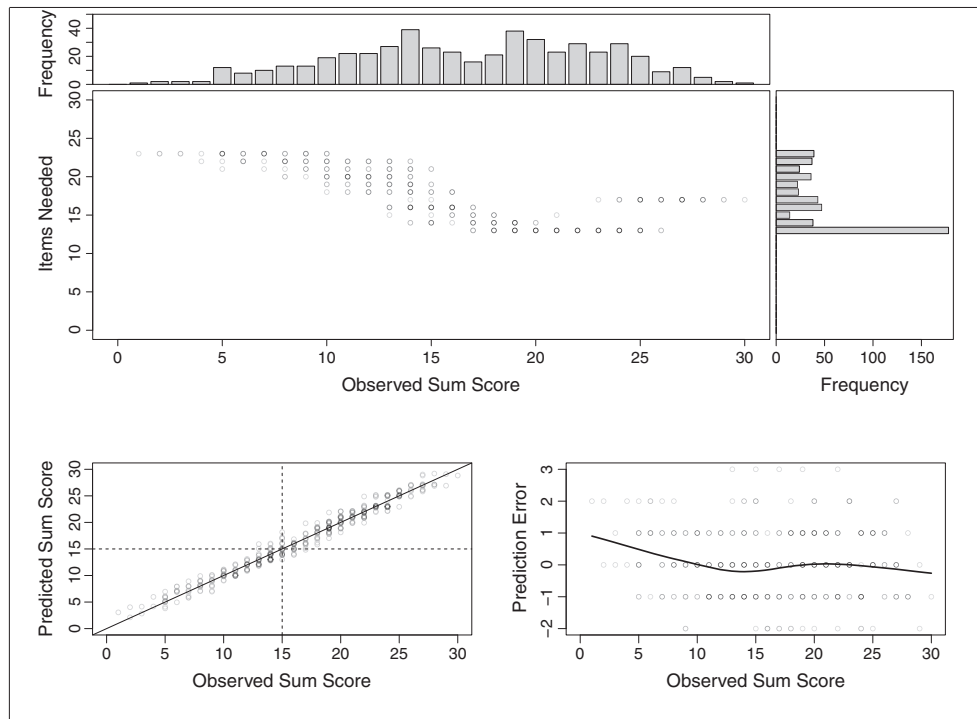 Frequency
0 20 40
Items Needed
0 5 10 15 20 25 30
0 5 10 15 20 25 30
Observed Sum Score
0 50 100 150
Frequency
Predicted Sum Score
0 5 10 15 20 25 30
0 5 10 15 20 25 30
Observed Sum Score
Prediction Error
−2 −1 0 1 2 3
0 5 10 15 20 25 30
Observed Sum Score